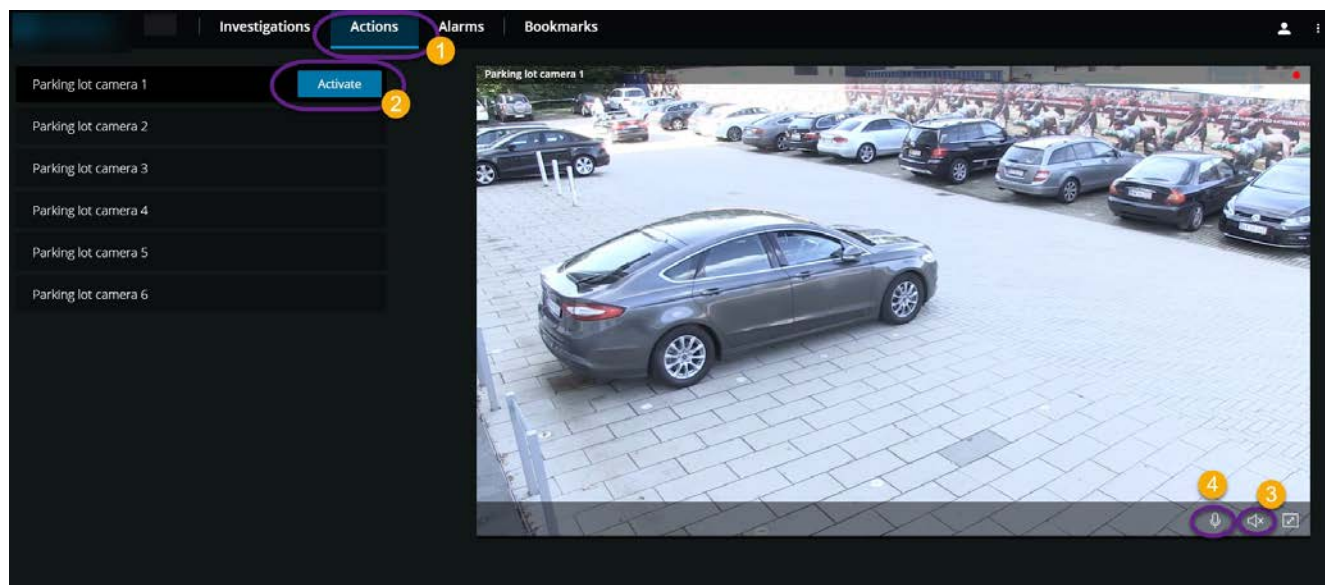 Investigations Actions Alarms Bookmarks
1
Parking lot camera 1 Activate
2
Parking lot camera 2
Parking lot camera 3
Parking lot camera 4
Parking lot camera 5
Parking lot camera 6
Parking lot camera 1
4 3